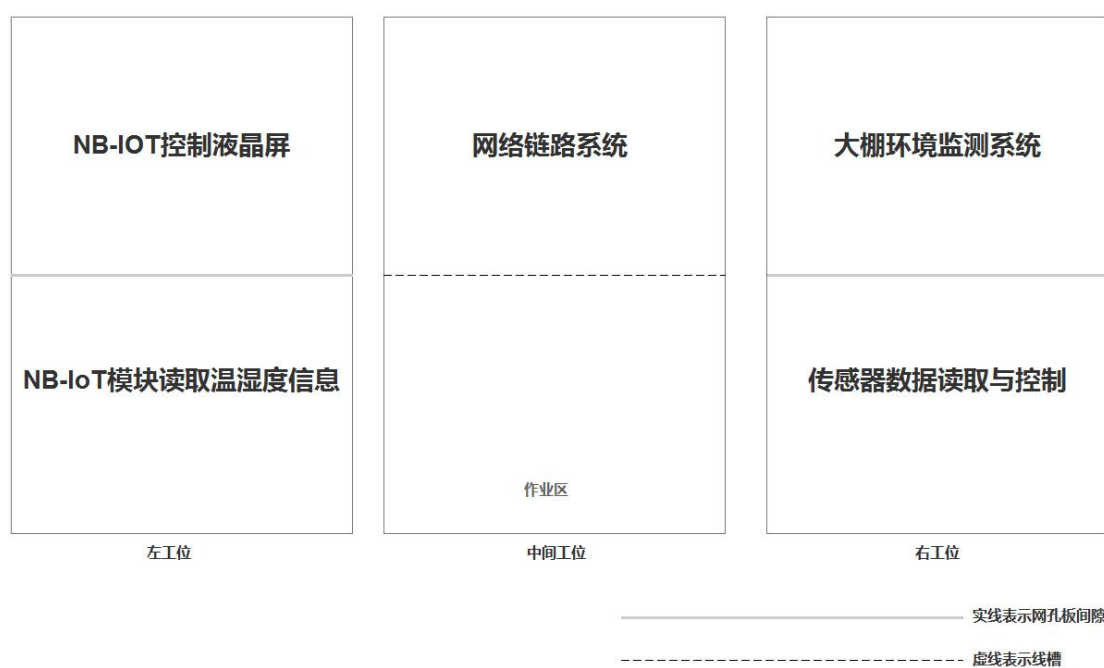 NB-IOT控制液晶屏
网络链路系统
大棚环境监测系统
NB-IoT模块读取温湿度信息
传感器数据读取与控制
作业区
左工位
中间工位
右工位
实线表示网孔板间隙
虚线表示线槽